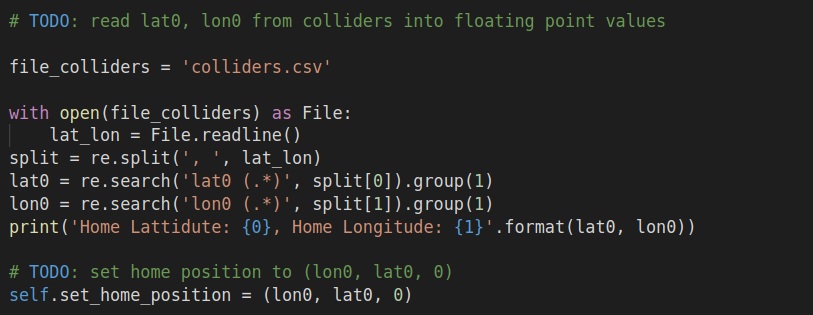 # TODO: read lat0, lon0 from colliders into floating point values
file_colliders = 'colliders.csv'
with open(file_colliders) as File:
    lat_lon = File.readline()
split = re.split(', ', lat_lon)
lat0 = re.search('lat0 (.*)', split[0]).group(1)
lon0 = re.search('lon0 (.*)', split[1]).group(1)
print('Home Lattidute: {0}, Home Longitude: {1}'.format(lat0, lon0))
# TODO: set home position to (lon0, lat0, 0)
self.set_home_position = (lon0, lat0, 0)